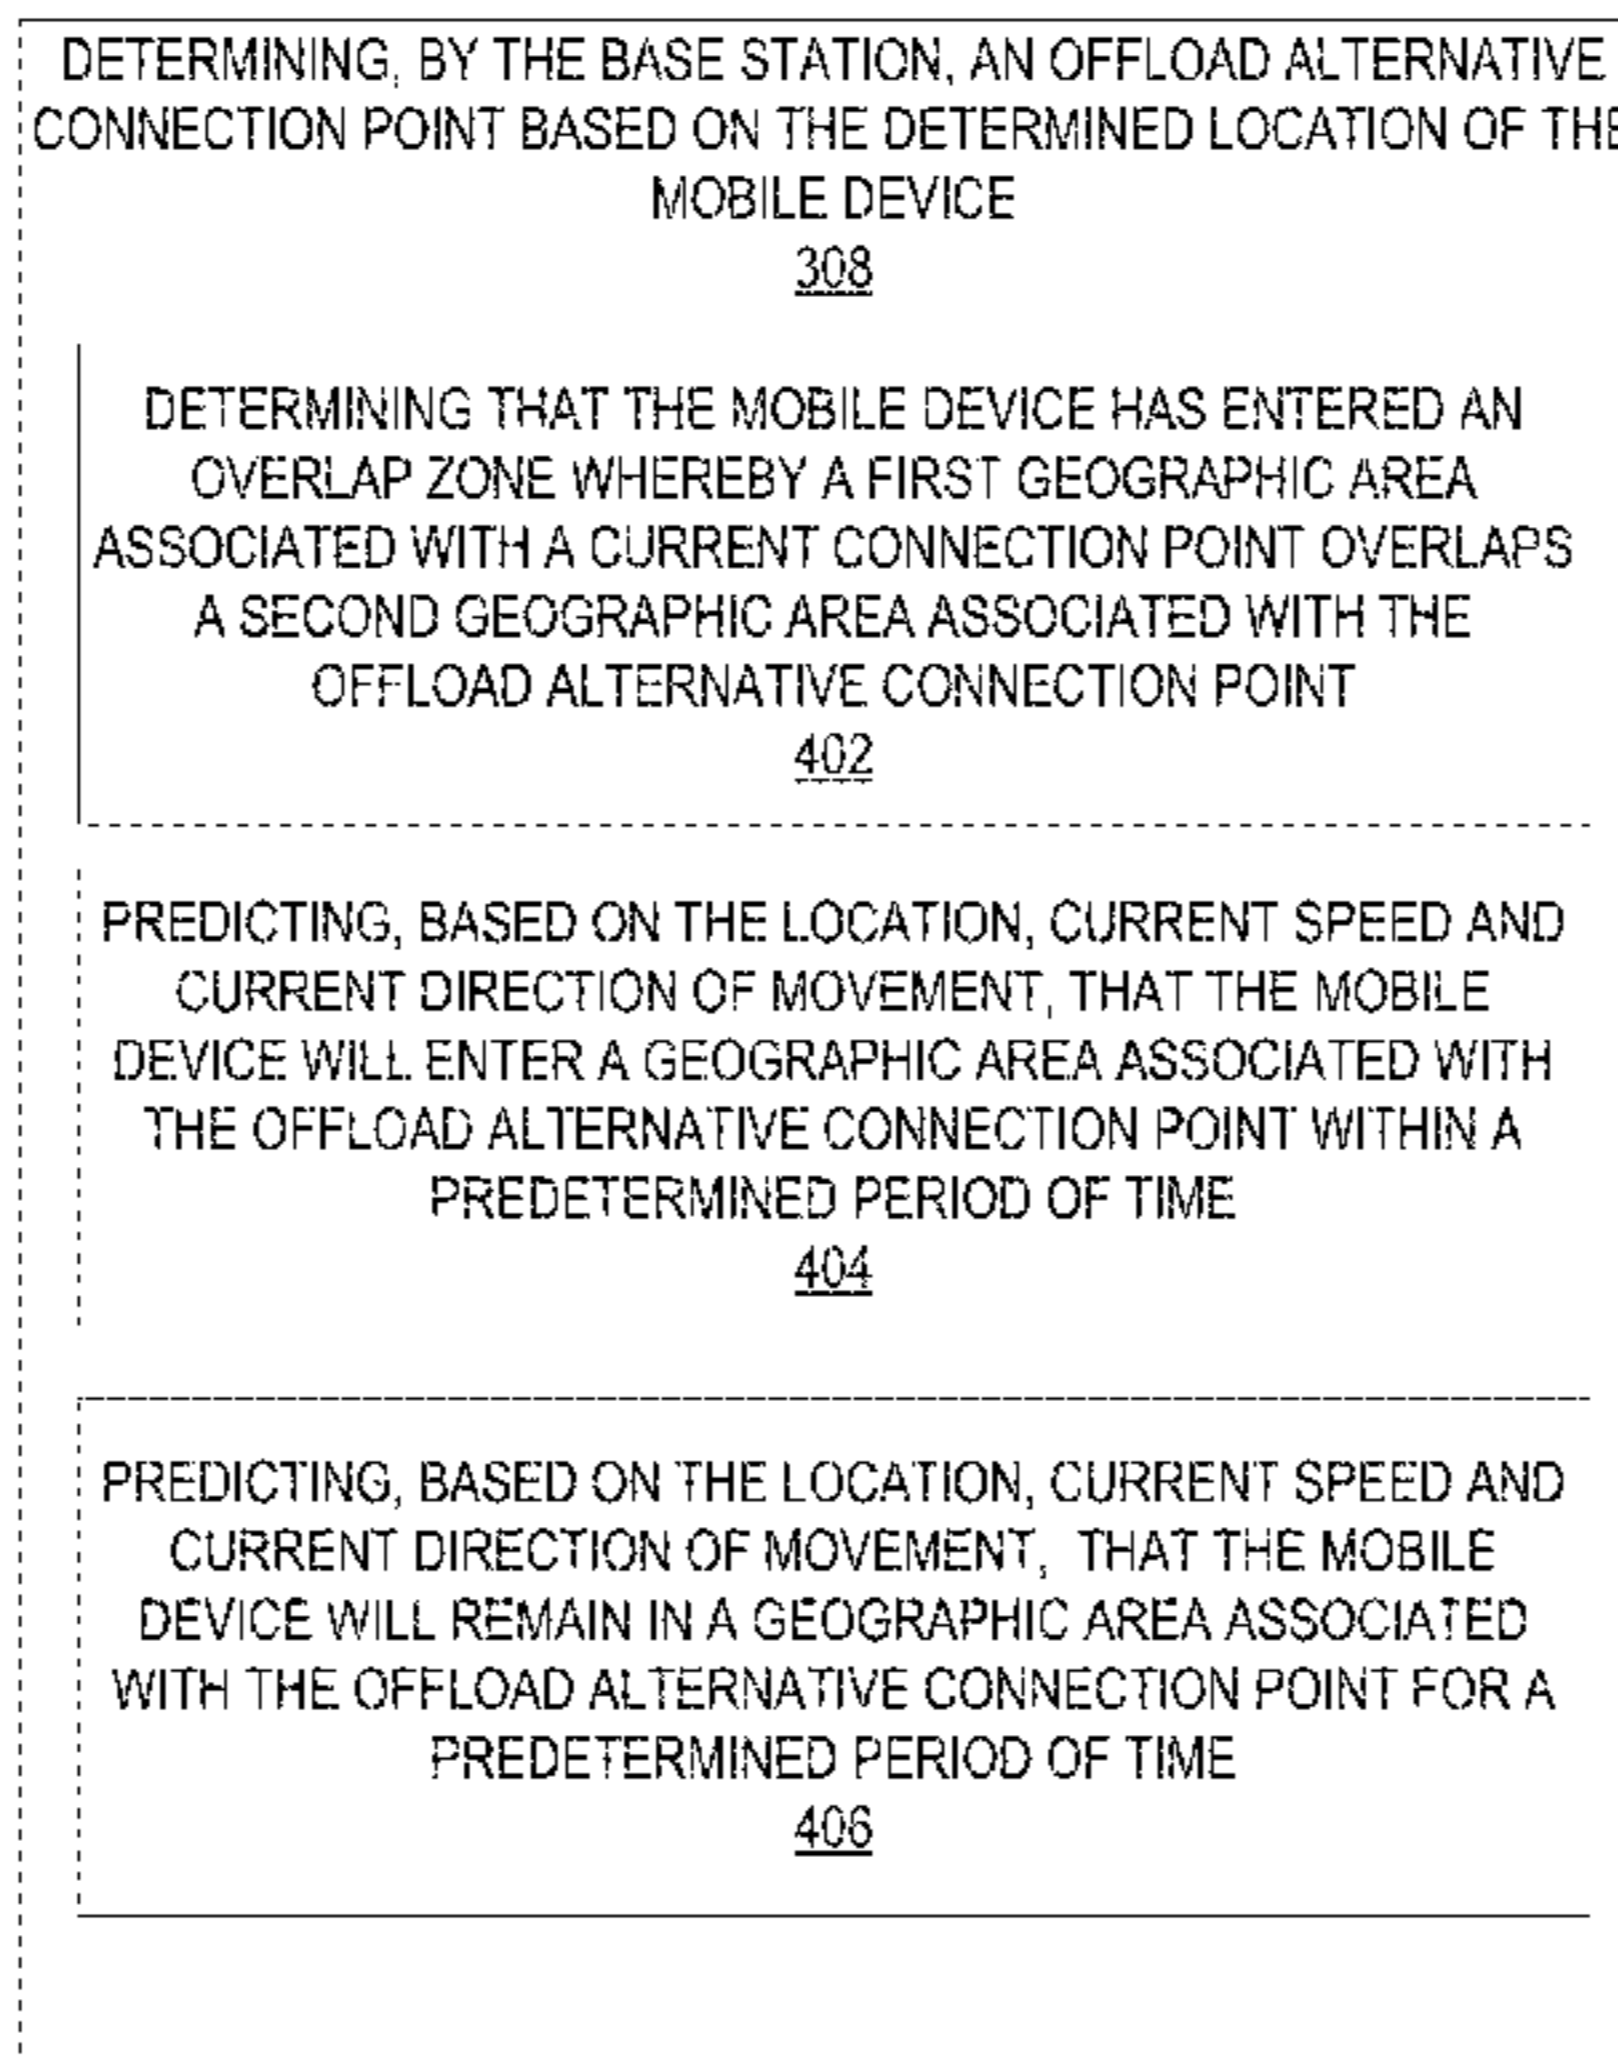 DETERMINING, BY THE BASE STATION, AN OFFLOAD ALTERNATIVE
CONNECTION POINT BASED ON THE DETERMINED LOCATION OF THE
MOBILE DEVICE
308
DETERMINING THAT THE MOBILE DEVICE HAS ENTERED AN
OVERLAP ZONE WHEREBY A FIRST GEOGRAPHIC AREA
ASSOCIATED WITH A CURRENT CONNECTION POINT OVERLAPS
A SECOND GEOGRAPHIC AREA ASSOCIATED WITH THE
OFFLOAD ALTERNATIVE CONNECTION POINT
402
PREDICTING, BASED ON THE LOCATION, CURRENT SPEED AND
CURRENT DIRECTION OF MOVEMENT, THAT THE MOBILE
DEVICE WILL ENTER A GEOGRAPHIC AREA ASSOCIATED WITH
THE OFFLOAD ALTERNATIVE CONNECTION POINT WITHIN A
PREDETERMINED PERIOD OF TIME
404
PREDICTING, BASED ON THE LOCATION, CURRENT SPEED AND
CURRENT DIRECTION OF MOVEMENT, THAT THE MOBILE
DEVICE WILL REMAIN IN A GEOGRAPHIC AREA ASSOCIATED
WITH THE OFFLOAD ALTERNATIVE CONNECTION POINT FOR A
PREDETERMINED PERIOD OF TIME
406